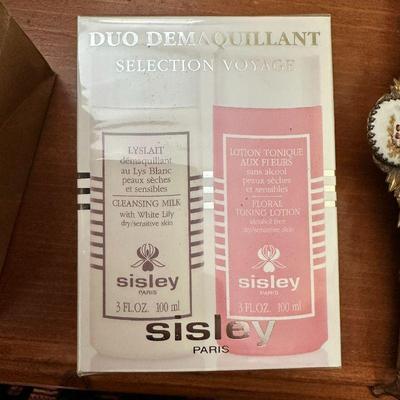 DUO DEMAQUILLANT
SELECTION VOYAGE
LYSLAIT
démaquillant
au Lys Blanc
peaux sèches
et sensibles
CLEANSING MILK
with White Lily
dry/sensitive skin
sisley
PARIS
3 FL.OZ. 100 ml
LOTION TONIQUE
AUX FLEURS
sans alcool
peaux sèches
et sensibles
FLORAL
TONING LOTION
alcohol free
dry/sensitive skin
sisley
PARIS
3 FL.OZ. 100 ml
sisley
PARIS